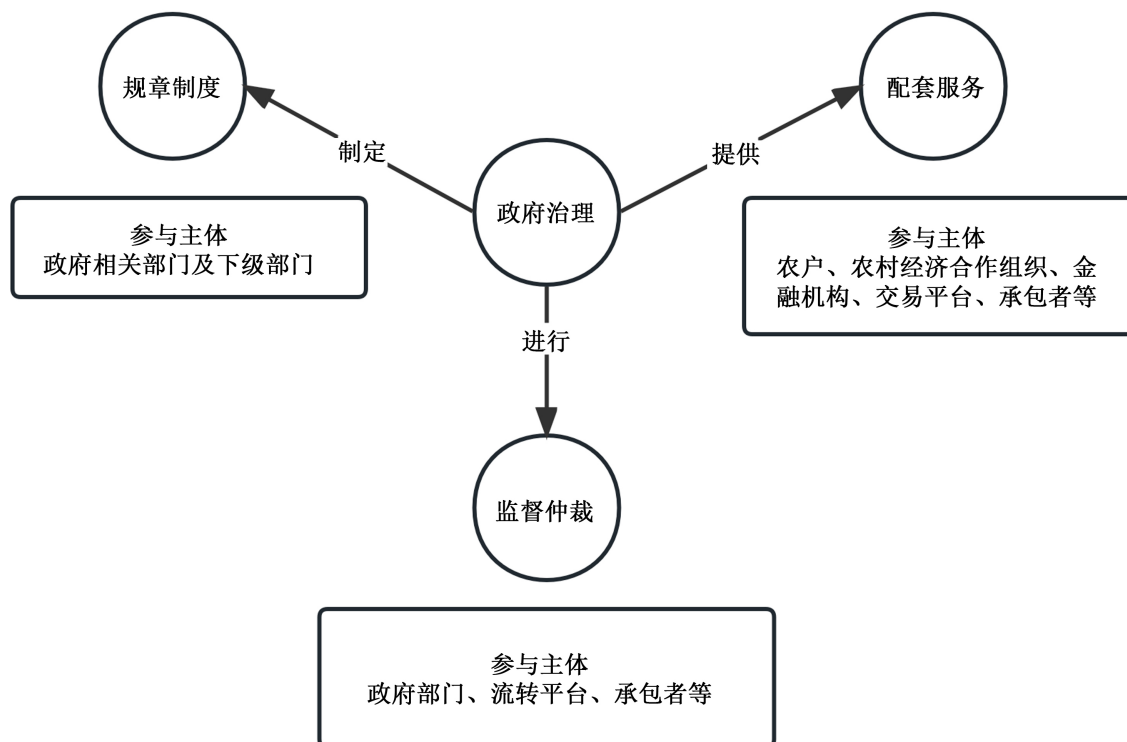 规章制度
配套服务
制定
提供
政府治理
参与主体
政府相关部门及下级部门
参与主体
农户、农村经济合作组织、金
融机构、交易平台、承包者等
进行
监督仲裁
参与主体
政府部门、流转平台、承包者等